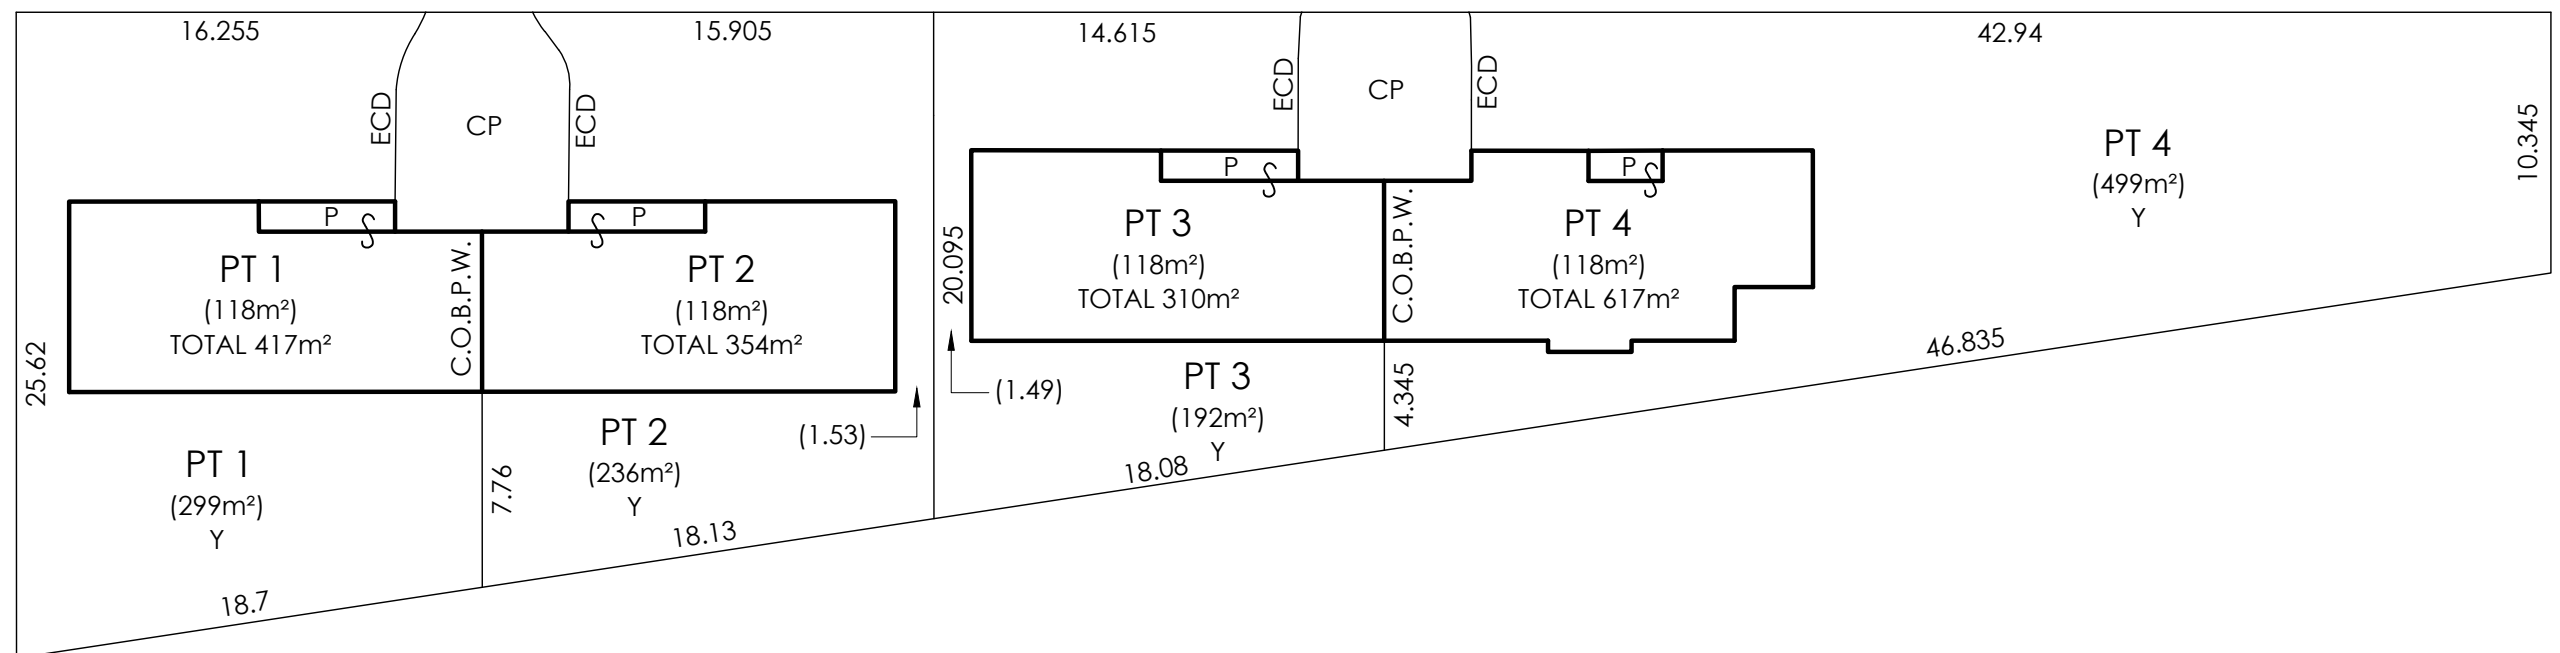 16.255
15.905
14.615
42.94
ECD
CP
ECD
ECD
CP
ECD
10.345
PT 4
(499m²)
Y
P
P
P
P
PT 1
(118m²)
TOTAL 417m²
C.O.B.P.W.
PT 2
(118m²)
TOTAL 354m²
20.095
PT 3
(118m²)
TOTAL 310m²
C.O.B.P.W.
PT 4
(118m²)
TOTAL 617m²
25.62
(1.49)
(1.53)
PT 3
(192m²)
Y
4.345
46.835
PT 1
(299m²)
Y
7.76
PT 2
(236m²)
Y
18.08
18.13
18.7